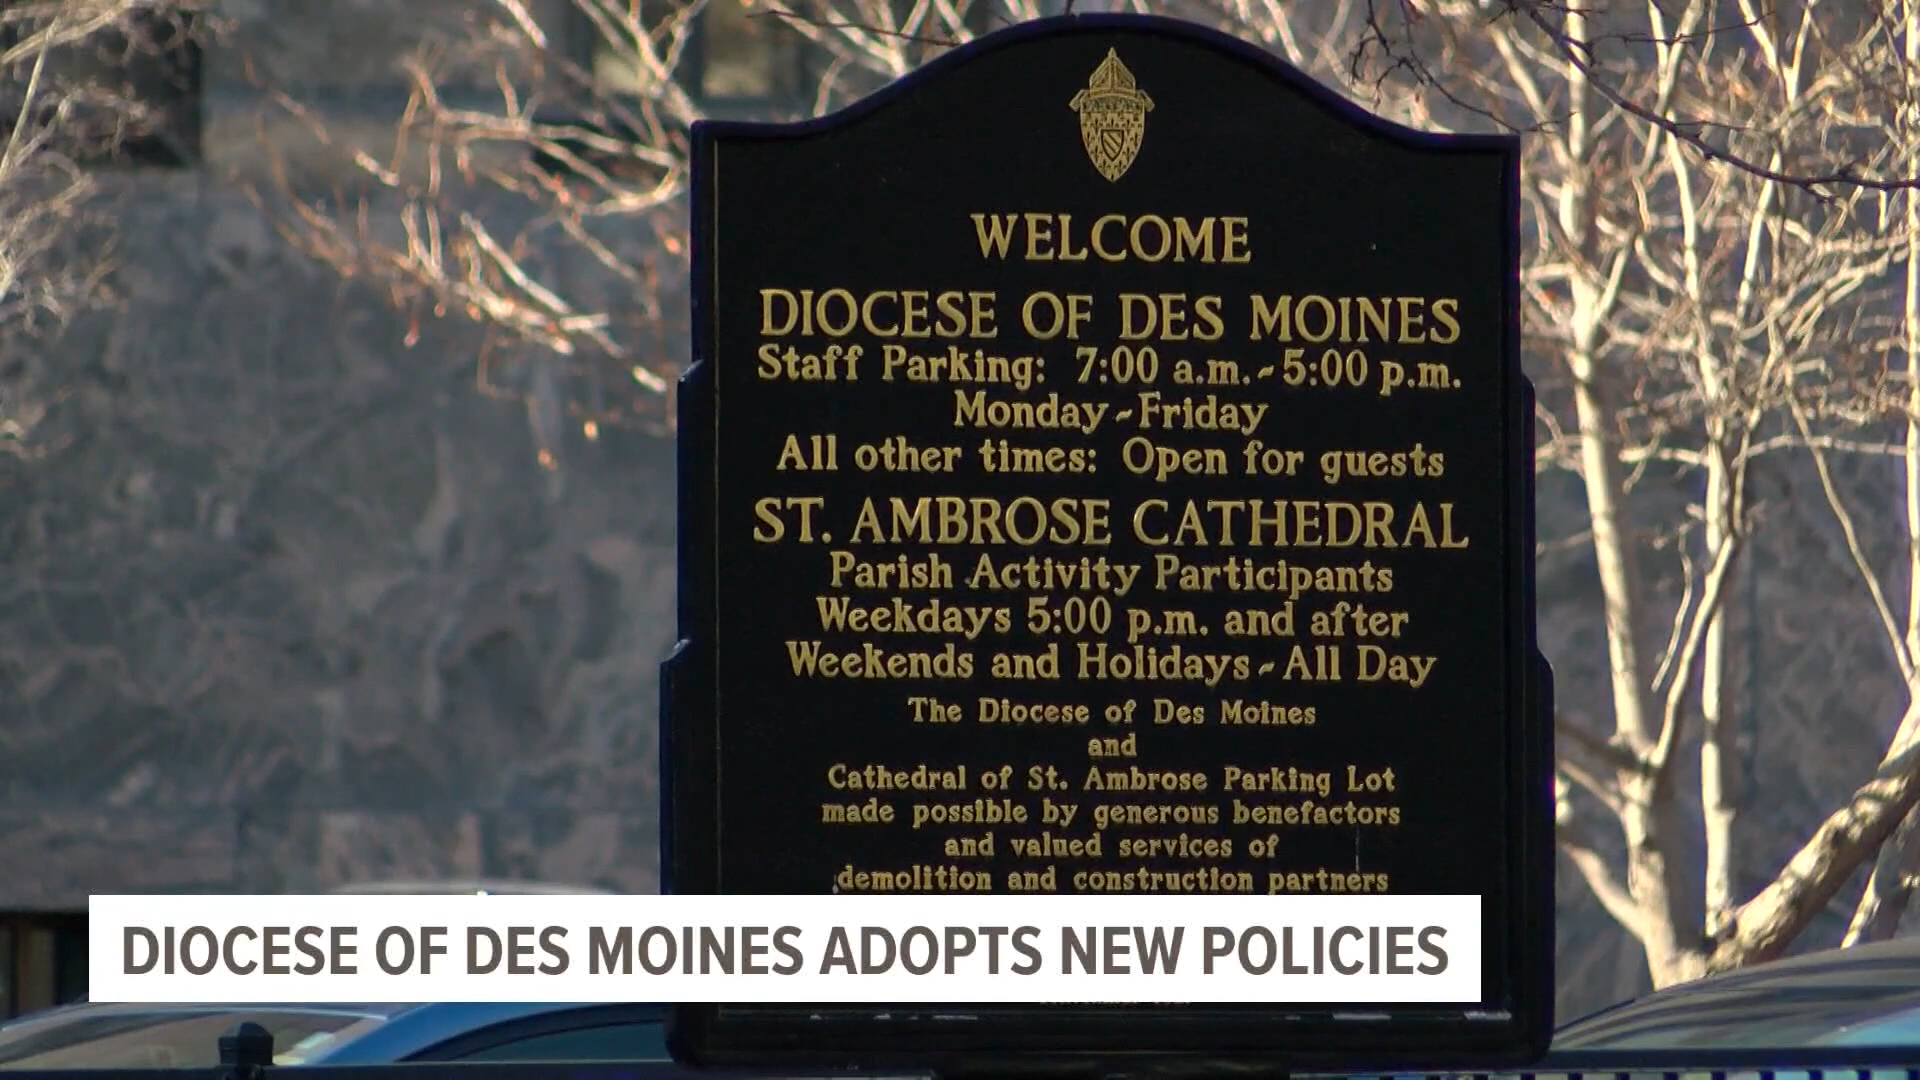 WELCOME
DIOCESE OF DES MOINES
Staff Parking: 7:00 a.m.~5:00 p.m.
Monday~Friday
All other times: Open for guests
ST. AMBROSE CATHEDRAL
Parish Activity Participants
Weekdays 5:00 p.m. and after
Weekends and Holidays~All Day
The Diocese of Des Moines
and
Cathedral of St. Ambrose Parking Lot
made possible by generous benefactors
and valued services of
demolition and construction partners
DIOCESE OF DES MOINES ADOPTS NEW POLICIES